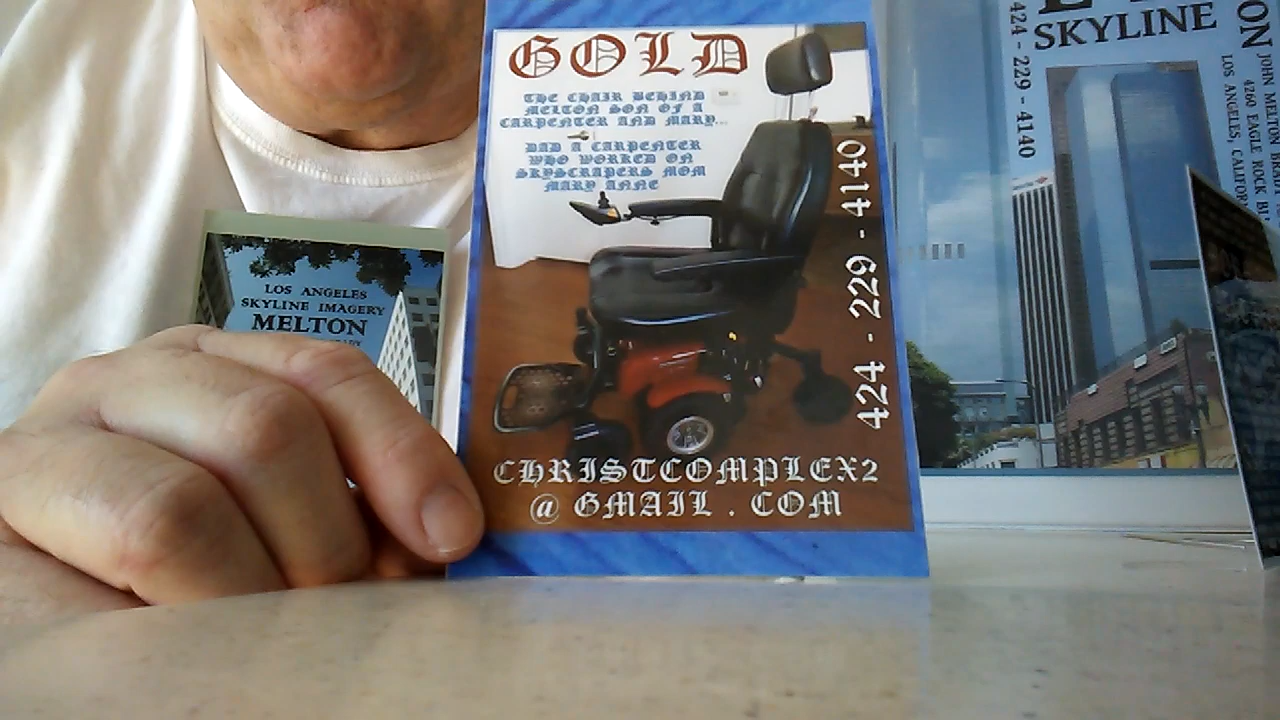 GOLD
THE CHAIR BEHIND
MELTON SON OF A
CARPENTER AND MARY...
DAD A CARPENTER
WHO WORKED ON
SKYSCRAPERS MOM
MARY ANNE
424 - 229 - 4140
CHRISTCOMPLEX2
@ GMAIL . COM
LOS ANGELES
SKYLINE IMAGERY
MELTON
SKYLINE
424 - 229 - 4140
ON
JOHN MELTON
4260 EAGLE ROCK
LOS ANGELES,